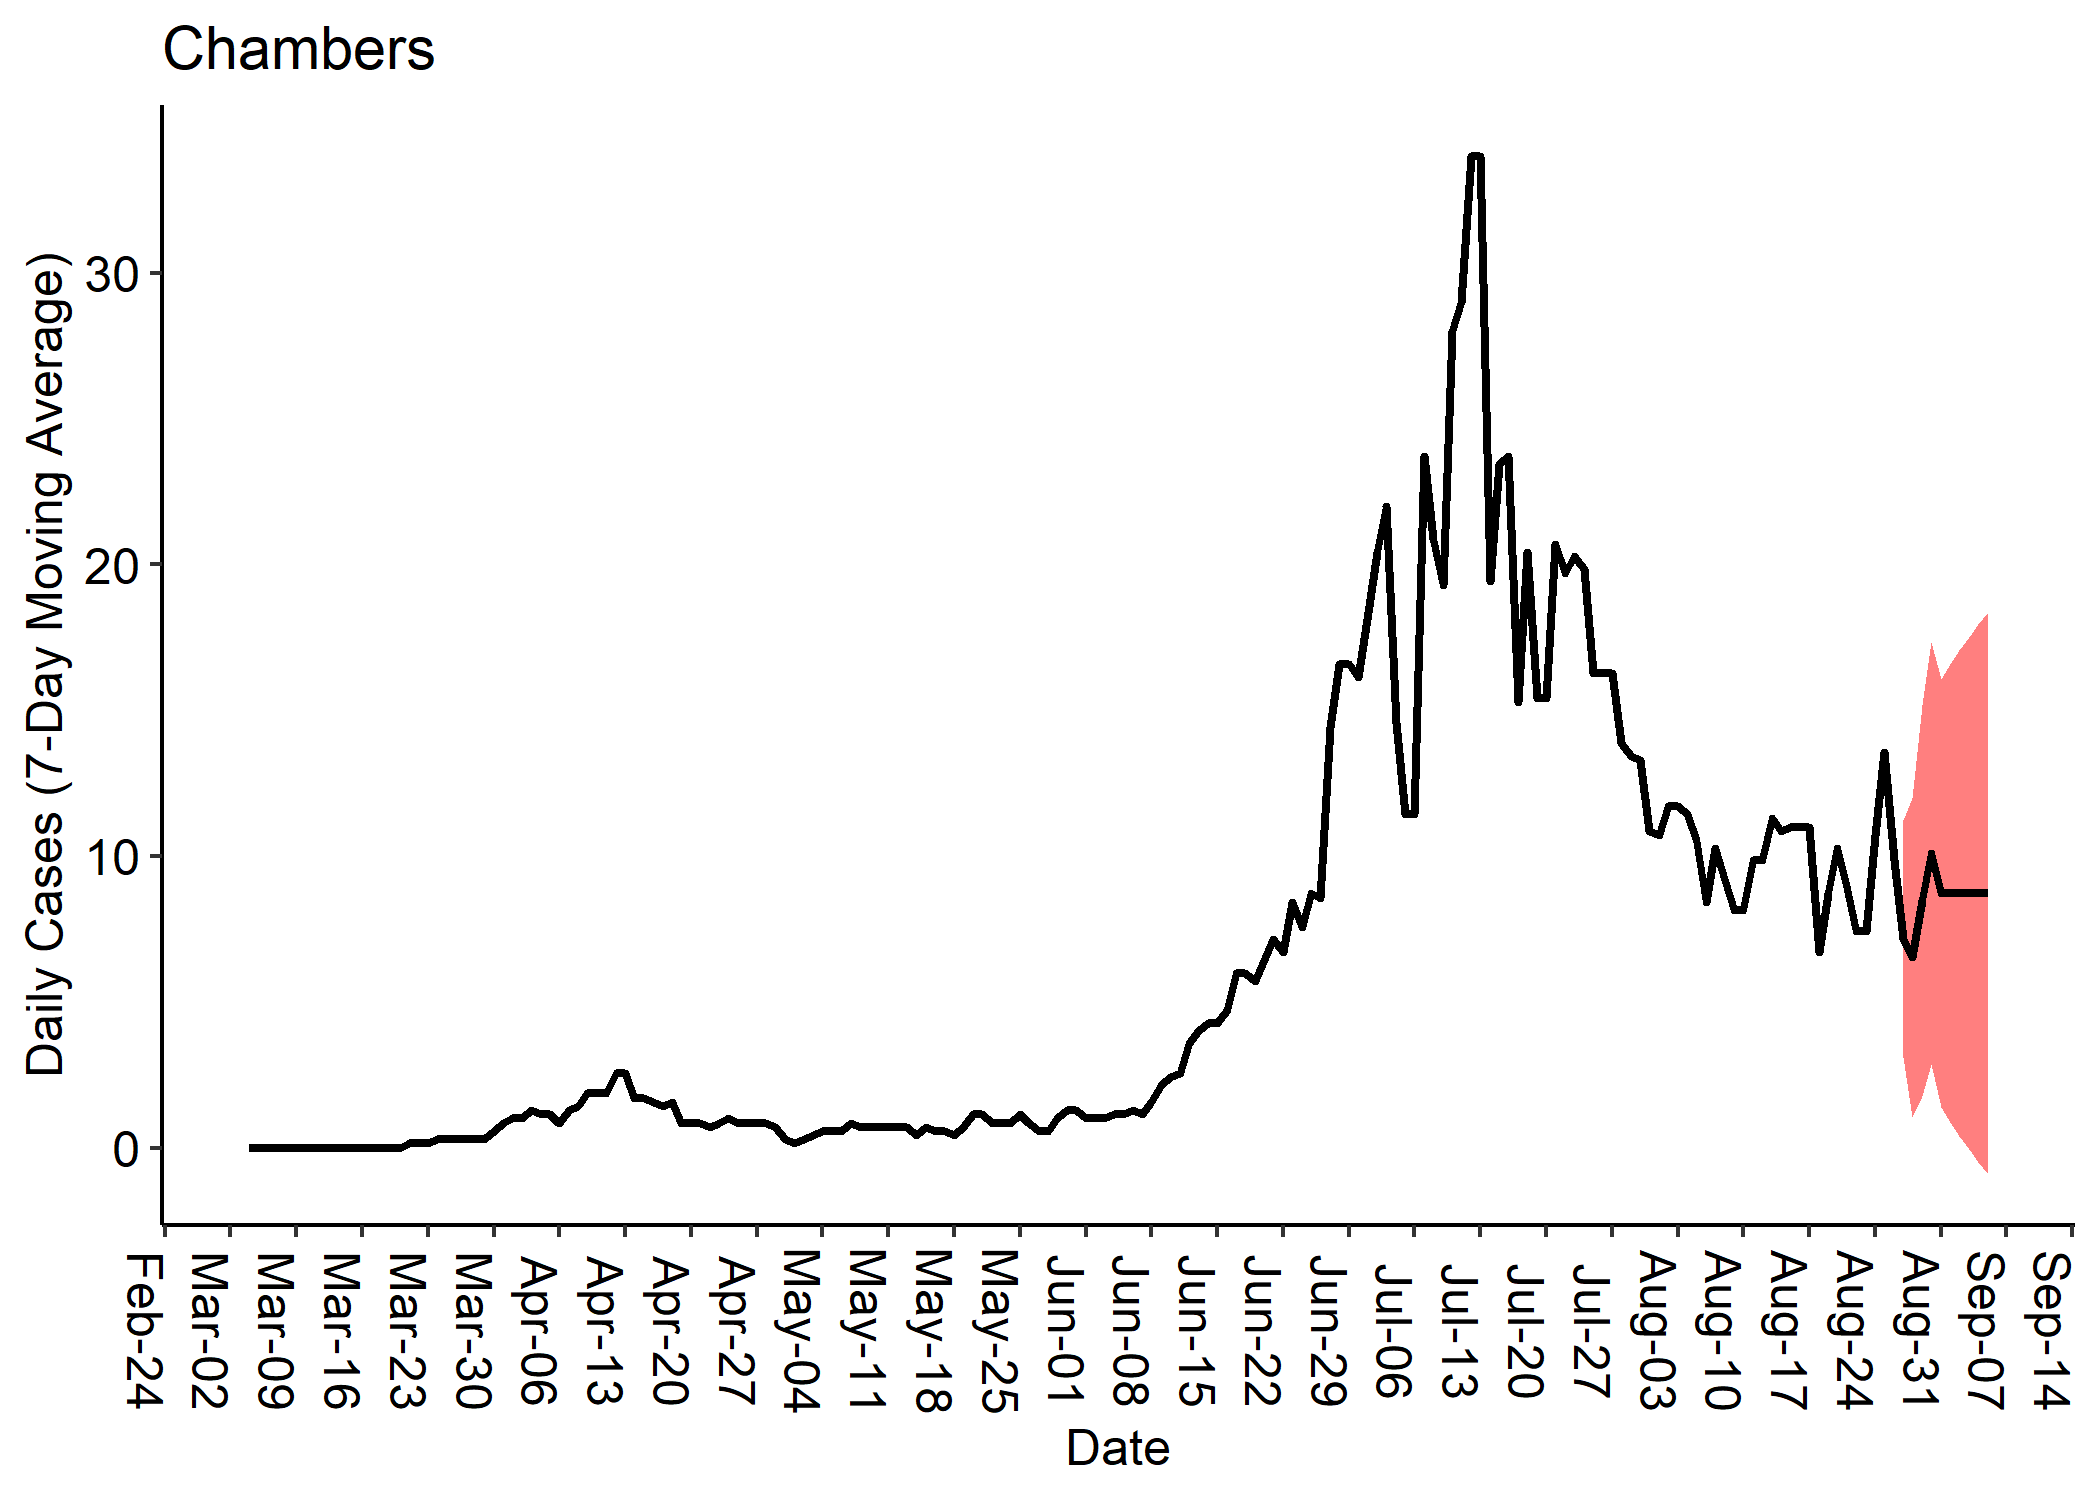 Chambers
Daily Cases (7-Day Moving Average)
30
20
10
0
Feb-24
Mar-02
Mar-09
Mar-16
Mar-23
Mar-30
Apr-06
Apr-13
Apr-20
Apr-27
May-04
May-11
May-18
May-25
Jun-01
Jun-08
Jun-15
Jun-22
Jun-29
Jul-06
Jul-13
Jul-20
Jul-27
Aug-03
Aug-10
Aug-17
Aug-24
Aug-31
Sep-07
Sep-14
Date